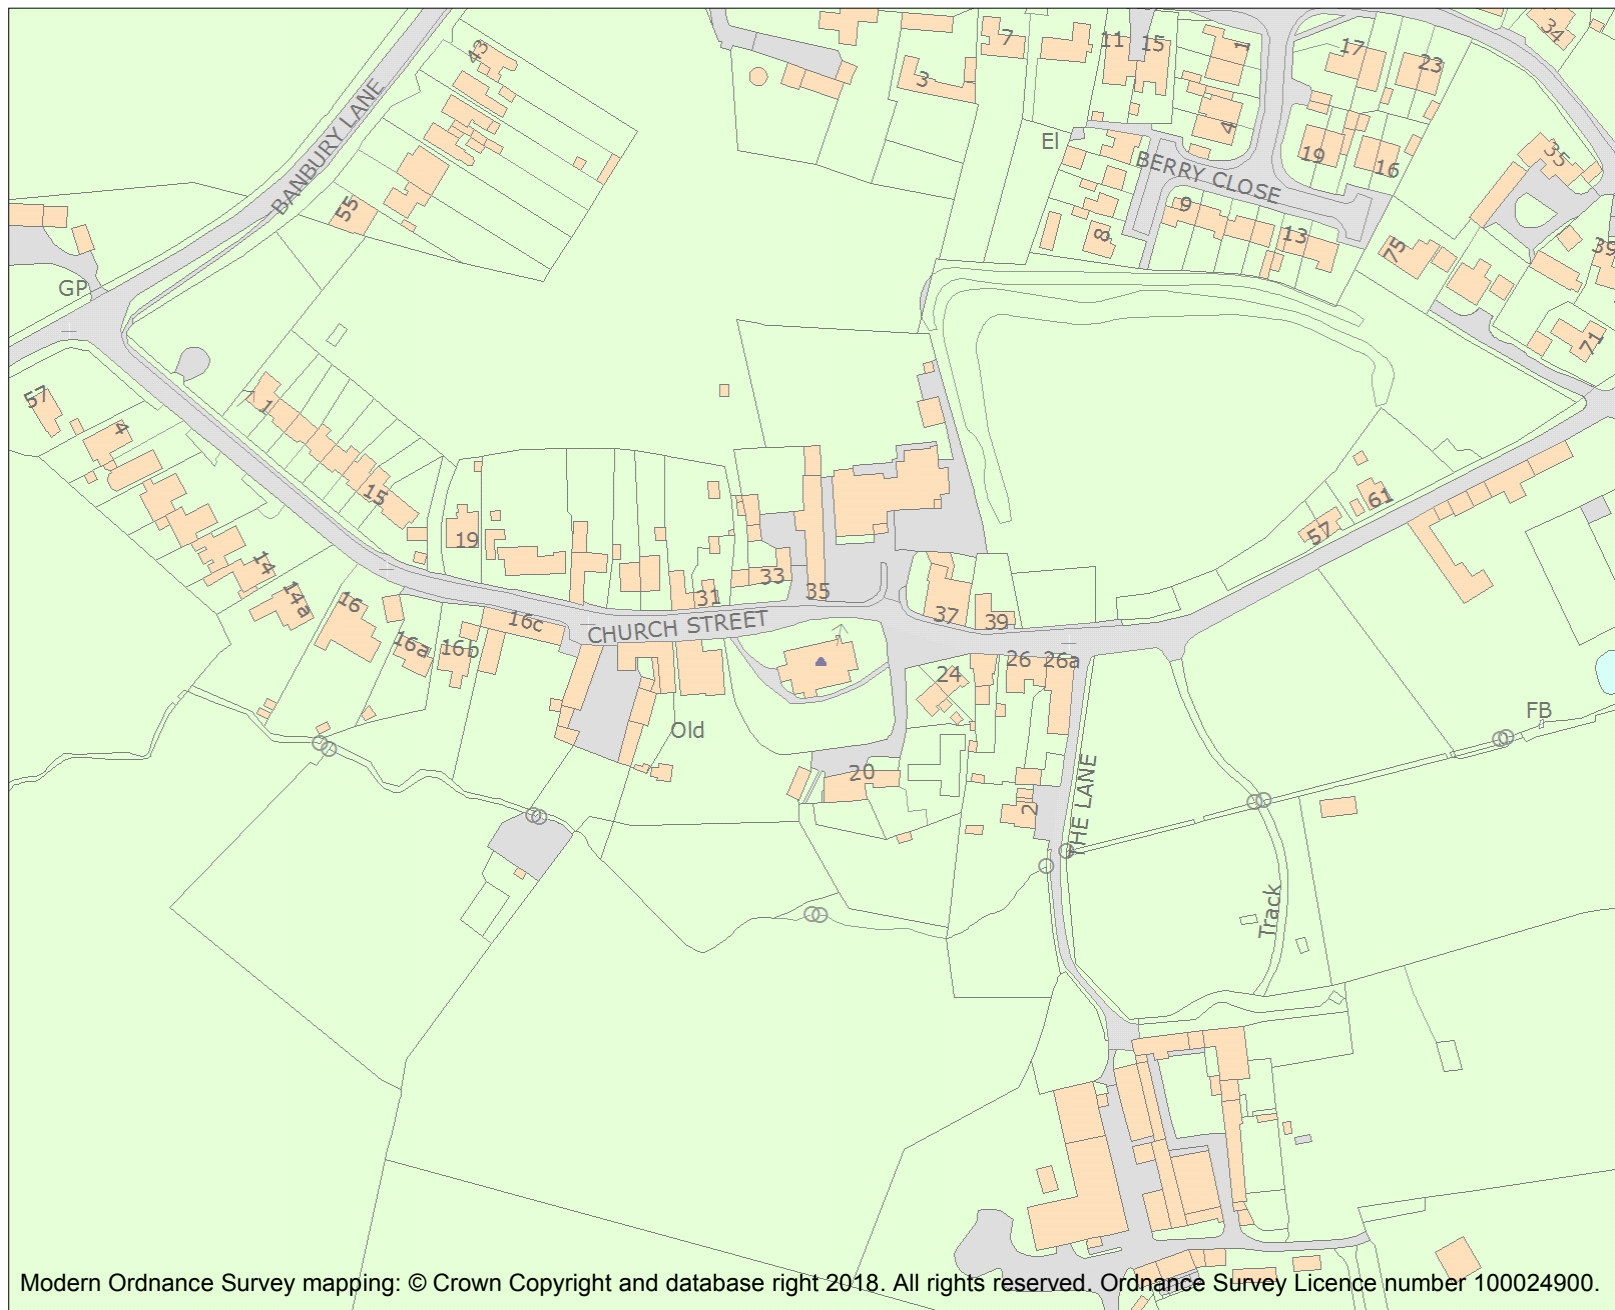 43
7
11
15
1
17
23
34
3
4
BANBURY LANE
El
BERRY CLOSE
19
16
35
55
9
8
13
75
39
GP
71
57
4
1
15
61
57
19
14
14a
16
16a
16b
16c
31
33
35
37
39
CHURCH STREET
24
26
26a
Old
20
2
THE LANE
FB
Track
Modern Ordnance Survey mapping: © Crown Copyright and database right 2018. All rights reserved. Ordnance Survey Licence number 100024900.